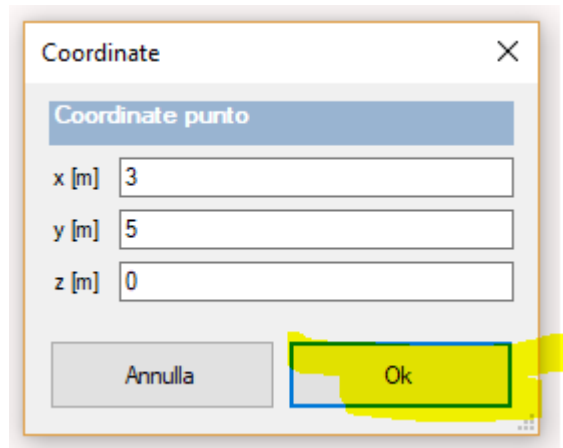 Coordinate
Coordinate punto
x [m] 3
y [m] 5
z [m] 0
Annulla Ok